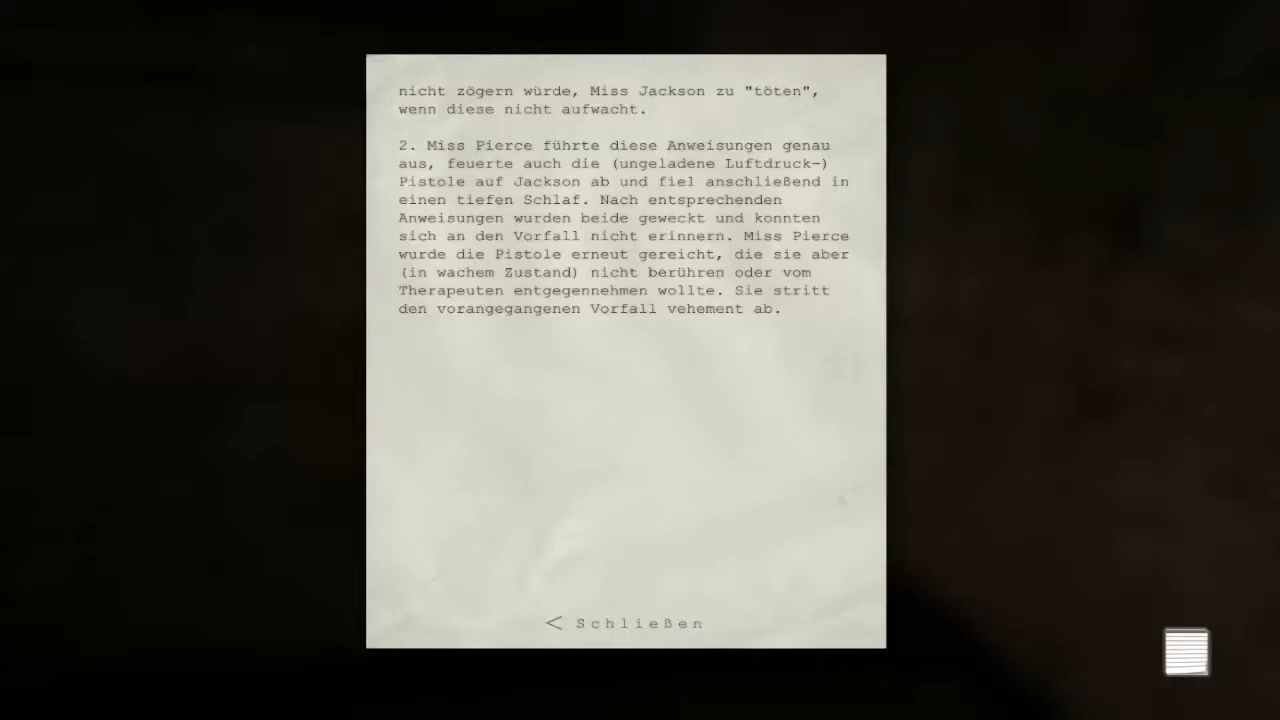 nicht zögern würde, Miss Jackson zu "töten",
wenn diese nicht aufwacht.
2. Miss Pierce führte diese Anweisungen genau
aus, feuerte auch die (ungeladene Luftdruck-)
Pistole auf Jackson ab und fiel anschließend in
einen tiefen Schlaf. Nach entsprechenden
Anweisungen wurden beide geweckt und konnten
sich an den Vorfall nicht erinnern. Miss Pierce
wurde die Pistole erneut gereicht, die sie aber
(in wachem Zustand) nicht berühren oder vom
Therapeuten entgegennehmen wollte. Sie stritt
den vorangegangenen Vorfall vehement ab.
< Schließen